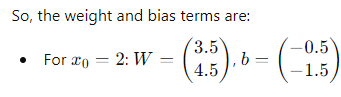 So, the weight and bias terms are:
• For x₀ = 2: W = (3.5 4.5), b = (−0.5 −1.5)